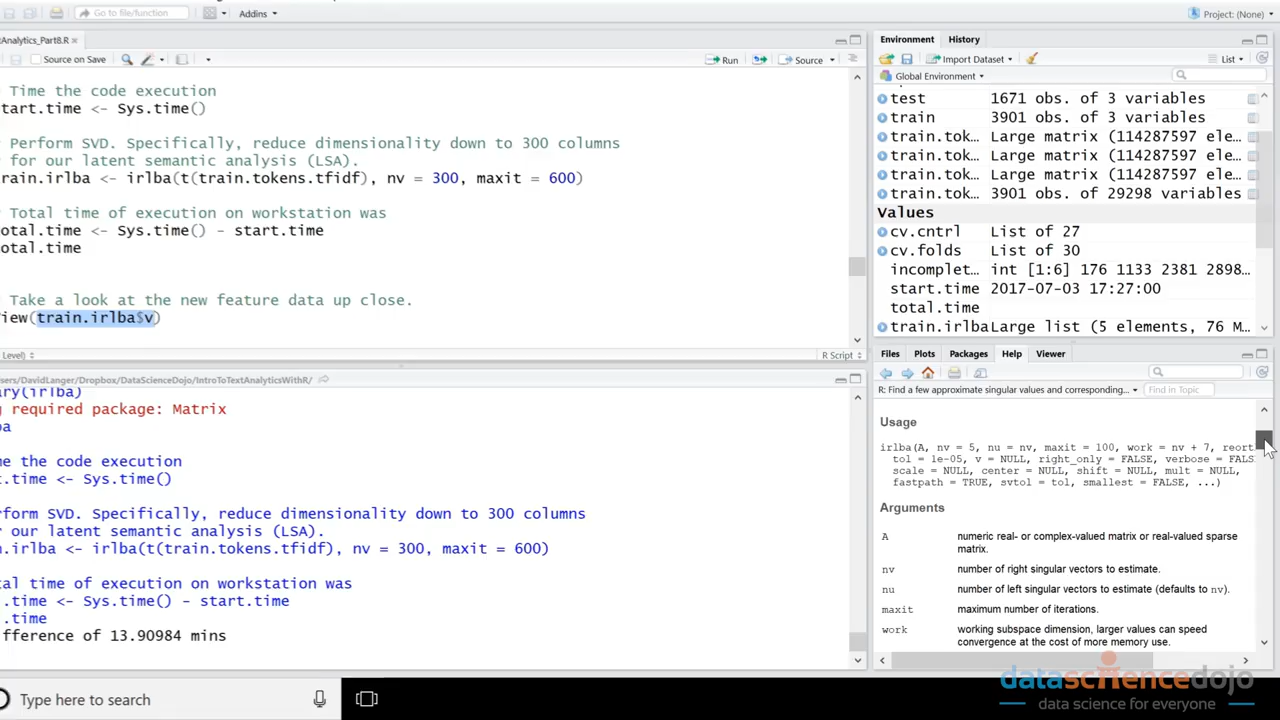 Go to file/function
Addins
Project: (None)
Analytics_Part8.R
Source on Save
Run
Source
Time the code execution
start.time <- Sys.time()
Perform SVD. Specifically, reduce dimensionality down to 300 columns
for our latent semantic analysis (LSA).
rain.irlba <- irlba(t(train.tokens.tfidf), nv = 300, maxit = 600)
Total time of execution on workstation was
otal.time <- Sys.time() - start.time
otal.time
Take a look at the new feature data up close.
iew(train.irlba$v)
Level)
R Script
ers/DavidLanger/Dropbox/DataScienceDojo/IntroToTextAnalyticsWithR/
ary(irlba)
g required package: Matrix
ba
me the code execution
t.time <- Sys.time()
rform SVD. Specifically, reduce dimensionality down to 300 columns
r our latent semantic analysis (LSA).
n.irlba <- irlba(t(train.tokens.tfidf), nv = 300, maxit = 600)
tal time of execution on workstation was
.time <- Sys.time() - start.time
.time
fference of 13.90984 mins
Environment
History
Import Dataset
List
Global Environment
test 1671 obs. of 3 variables
train 3901 obs. of 3 variables
train.tok… Large matrix (114287597 ele…
train.tok… Large matrix (114287597 ele…
train.tok… Large matrix (114287597 ele…
train.tok… 3901 obs. of 29298 variables
Values
cv.cntrl List of 27
cv.folds List of 30
incomplet… int [1:6] 176 1133 2381 2898…
start.time 2017-07-03 17:27:00
total.time
train.irlba Large list (5 elements, 76 M…
Files
Plots
Packages
Help
Viewer
R: Find a few approximate singular values and corresponding...
Find in Topic
Usage
irlba(A, nv = 5, nu = nv, maxit = 100, work = nv + 7, reort
tol = 1e-05, v = NULL, right_only = FALSE, verbose = FALS
scale = NULL, center = NULL, shift = NULL, mult = NULL,
fastpath = TRUE, svtol = tol, smallest = FALSE, ...)
Arguments
A numeric real- or complex-valued matrix or real-valued sparse
matrix.
nv number of right singular vectors to estimate.
nu number of left singular vectors to estimate (defaults to nv).
maxit maximum number of iterations.
work working subspace dimension, larger values can speed
convergence at the cost of more memory use.
Type here to search
datasciencedojo
data science for everyone